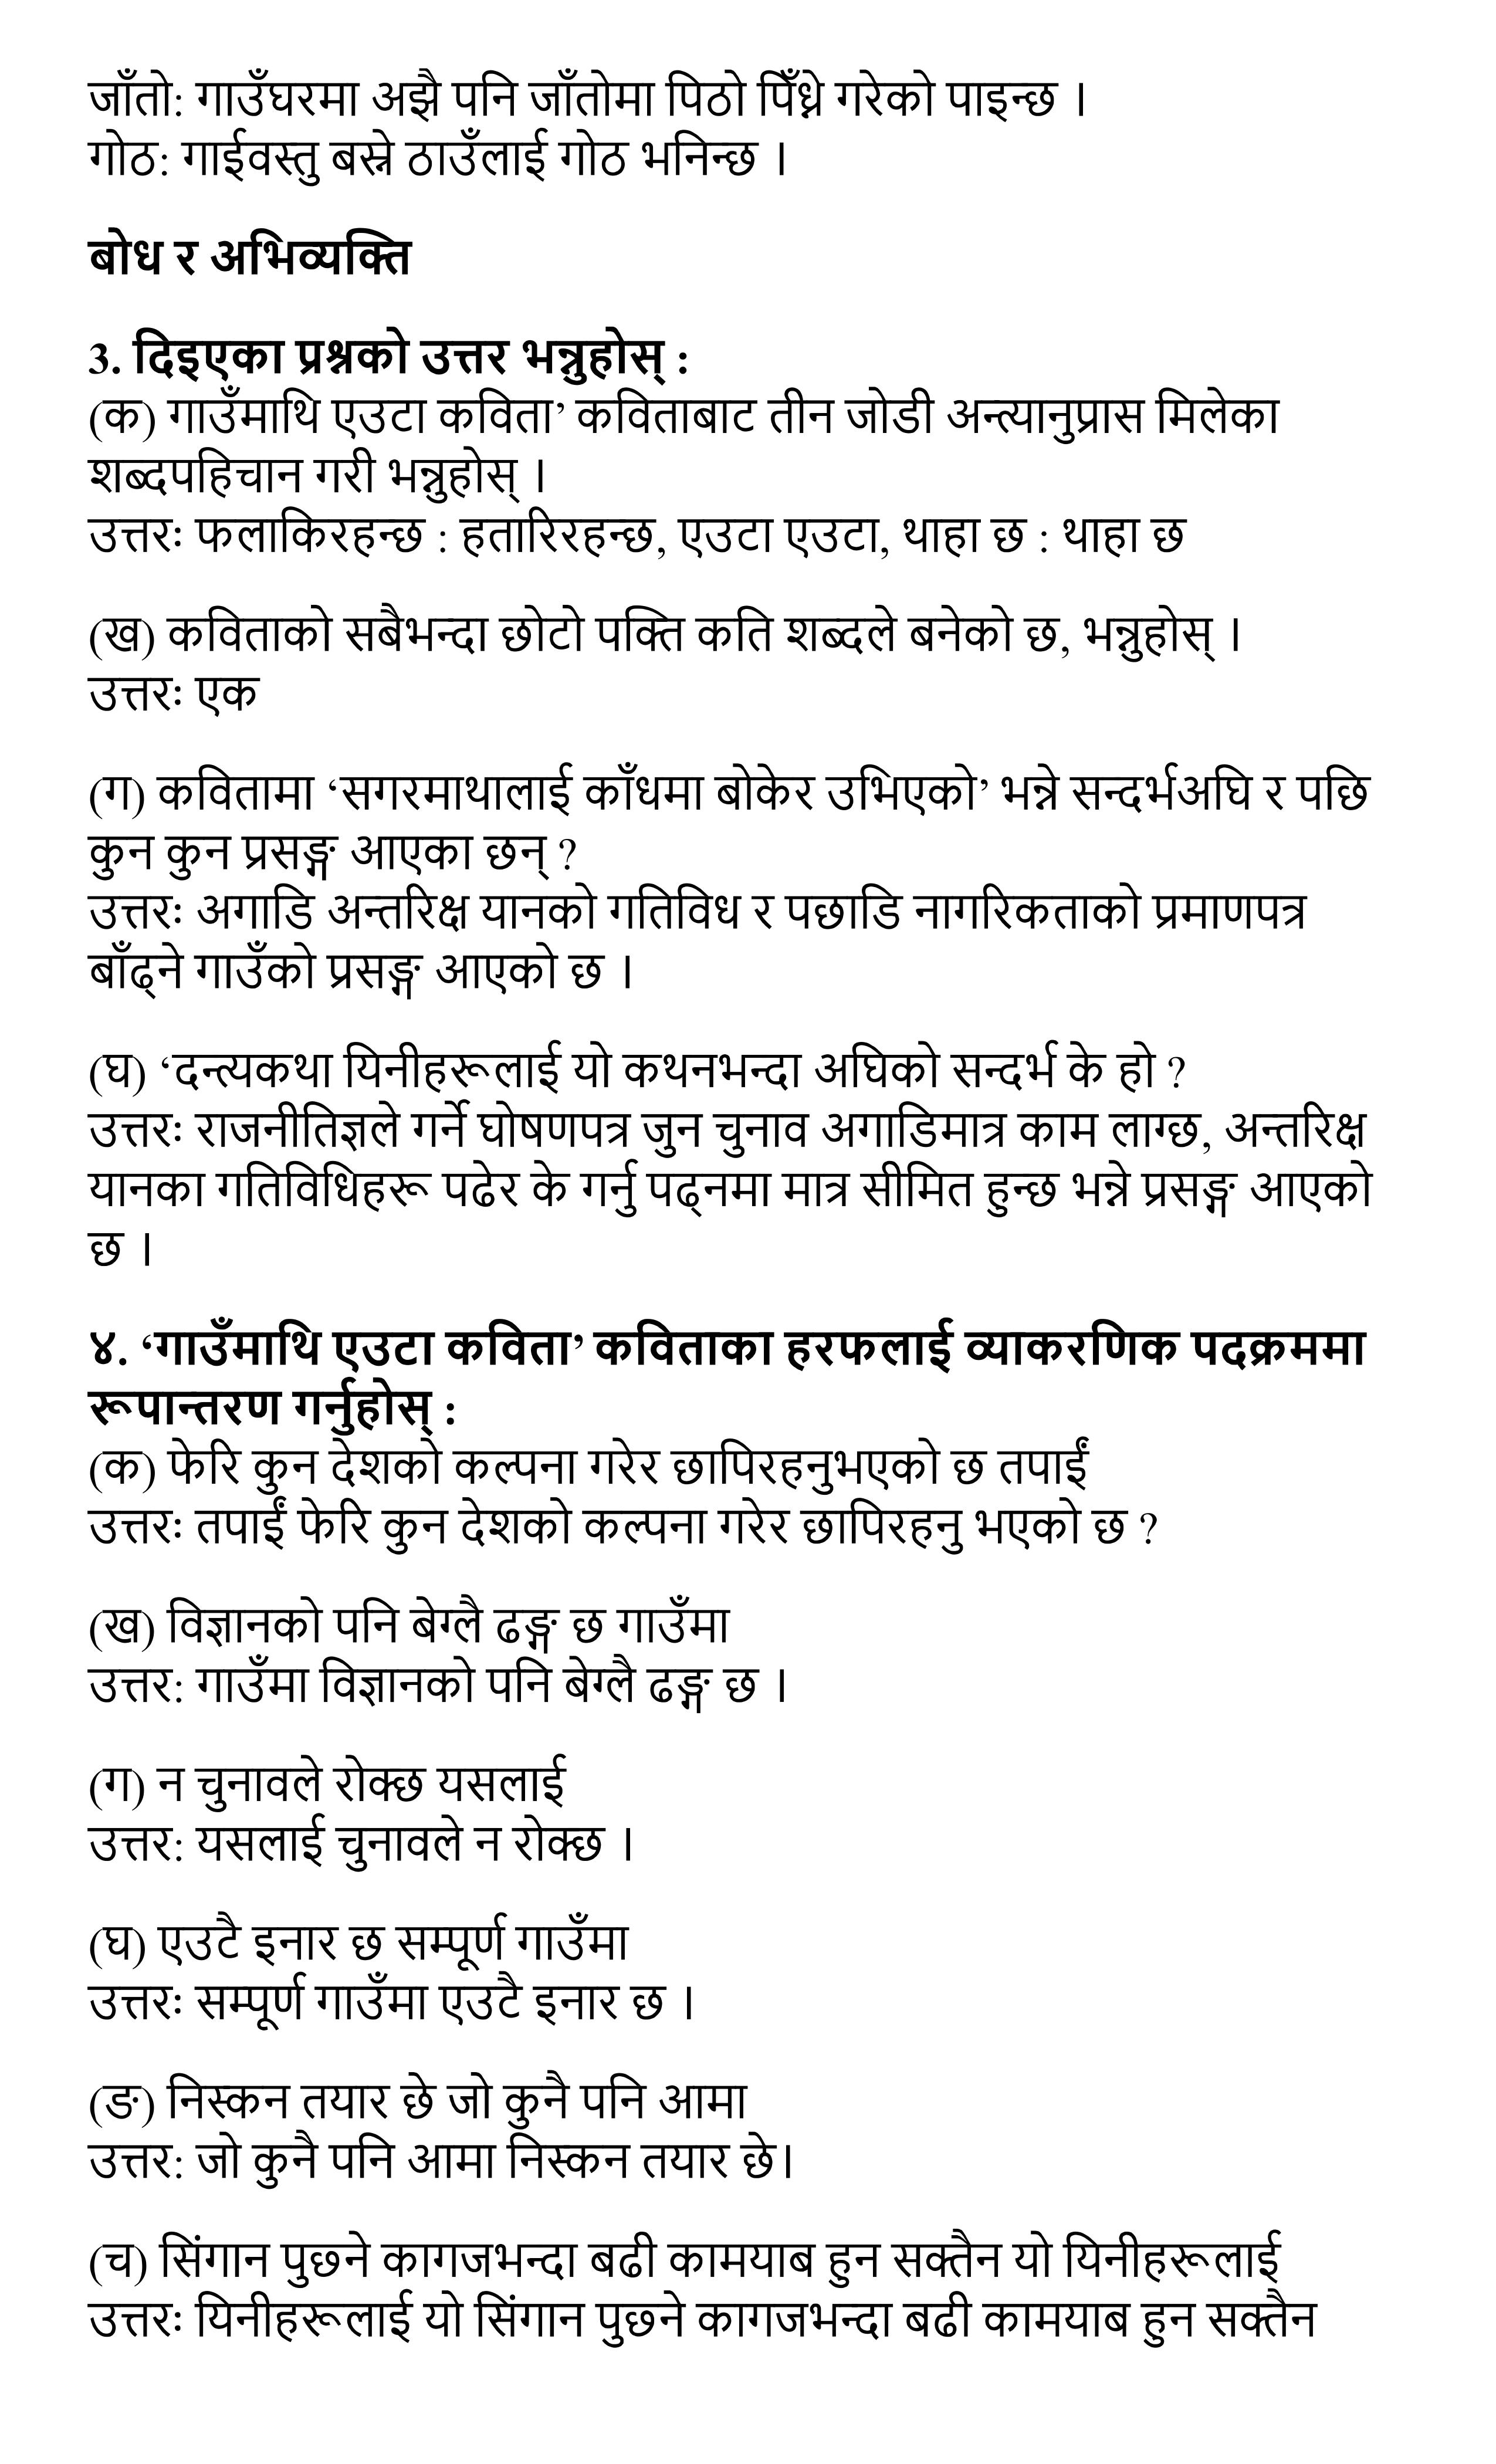 जाँतो: गाउँघरमा अझै पनि जाँतोमा पिठो पिँध्ने गरेको पाइन्छ ।
गोठ: गाईवस्तु बस्ने ठाउँलाई गोठ भनिन्छ ।
बोध र अभिव्यक्ति
3. दिइएका प्रश्नको उत्तर भन्नुहोस् :
(क) गाउँमाथि एउटा कविता’ कविताबाट तीन जोडी अन्त्यानुप्रास मिलेका
शब्दपहिचान गरी भन्नुहोस् ।
उत्तरः फलाकिरहन्छ : हतारिरहन्छ, एउटा एउटा, थाहा छ : थाहा छ
(ख) कविताको सबैभन्दा छोटो पक्ति कति शब्दले बनेको छ, भन्नुहोस् ।
उत्तरः एक
(ग) कवितामा ‘सगरमाथालाई काँधमा बोकेर उभिएको’ भन्ने सन्दर्भअघि र पछि
कुन कुन प्रसङ्ग आएका छन् ?
उत्तरः अगाडि अन्तरिक्ष यानको गतिविध र पछाडि नागरिकताको प्रमाणपत्र
बाँढ्ने गाउँको प्रसङ्ग आएको छ ।
(घ) ‘दन्त्यकथा यिनीहरूलाई यो कथनभन्दा अघिको सन्दर्भ के हो ?
उत्तरः राजनीतिज्ञले गर्ने घोषणपत्र जुन चुनाव अगाडिमात्र काम लाग्छ, अन्तरिक्ष
यानका गतिविधिहरू पढेर के गर्नु पढ्नमा मात्र सीमित हुन्छ भन्ने प्रसङ्ग आएको
छ ।
४. ‘गाउँमाथि एउटा कविता’ कविताका हरफलाई व्याकरणिक पदक्रममा
रूपान्तरण गर्नुहोस् :
(क) फेरि कुन देशको कल्पना गरेर छापिरहनुभएको छ तपाईं
उत्तरः तपाईं फेरि कुन देशको कल्पना गरेर छापिरहनु भएको छ ?
(ख) विज्ञानको पनि बेग्लै ढङ्ग छ गाउँमा
उत्तर: गाउँमा विज्ञानको पनि बेग्लै ढङ्ग छ ।
(ग) न चुनावले रोक्छ यसलाई
उत्तर: यसलाई चुनावले न रोक्छ ।
(घ) एउटै इनार छ सम्पूर्ण गाउँमा
उत्तरः सम्पूर्ण गाउँमा एउटै इनार छ ।
(ङ) निस्कन तयार छे जो कुनै पनि आमा
उत्तर: जो कुनै पनि आमा निस्कन तयार छे।
(च) सिंगान पुछ्ने कागजभन्दा बढी कामयाब हुन सक्तैन यो यिनीहरूलाई
उत्तरः यिनीहरूलाई यो सिंगान पुछ्ने कागजभन्दा बढी कामयाब हुन सक्तैन